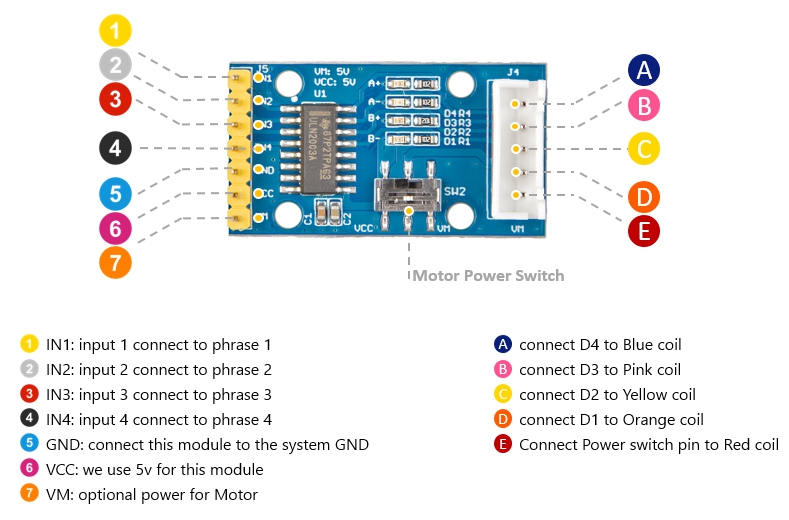 1
2
3
4
5
6
7
J5
N1
N2
N3
N4
ND
CC
M
VM: 5V
VCC: 5V
U1
ULN2003A
67P2TPA63
A+
A-
B+
B-
D4 R4
D3 R3
D2 R2
D1 R1
C1
C2
SW2
VCC
VM
J4
VM
A
B
C
D
E
Motor Power Switch
1 IN1: input 1 connect to phrase 1
2 IN2: input 2 connect to phrase 2
3 IN3: input 3 connect to phrase 3
4 IN4: input 4 connect to phrase 4
5 GND: connect this module to the system GND
6 VCC: we use 5v for this module
7 VM: optional power for Motor
A connect D4 to Blue coil
B connect D3 to Pink coil
C connect D2 to Yellow coil
D connect D1 to Orange coil
E Connect Power switch pin to Red coil